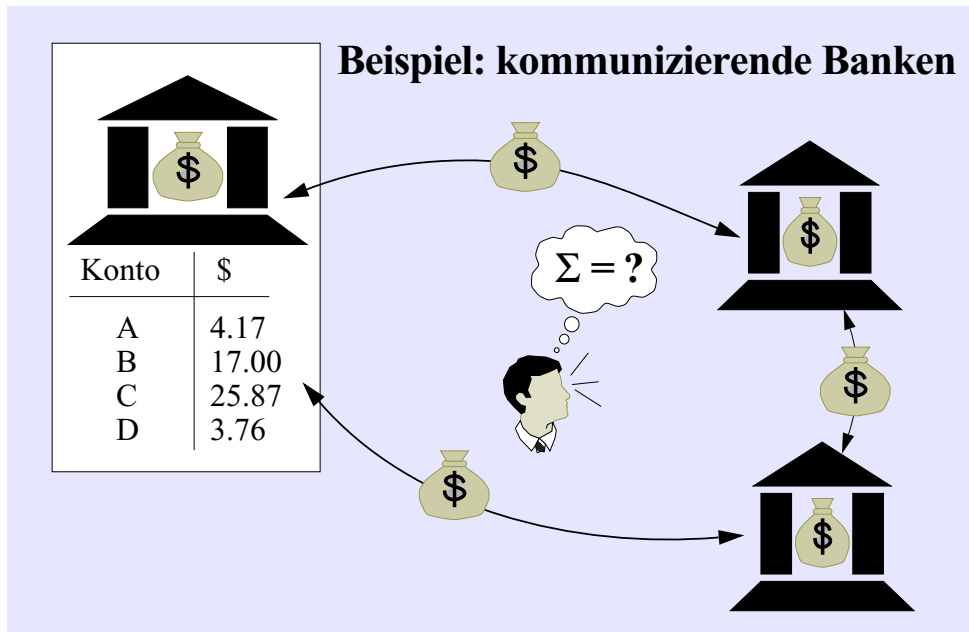 Beispiel: kommunizierende Banken
$
$
$
Konto $
A 4.17
B 17.00
C 25.87
D 3.76
Σ = ?
$
$
$